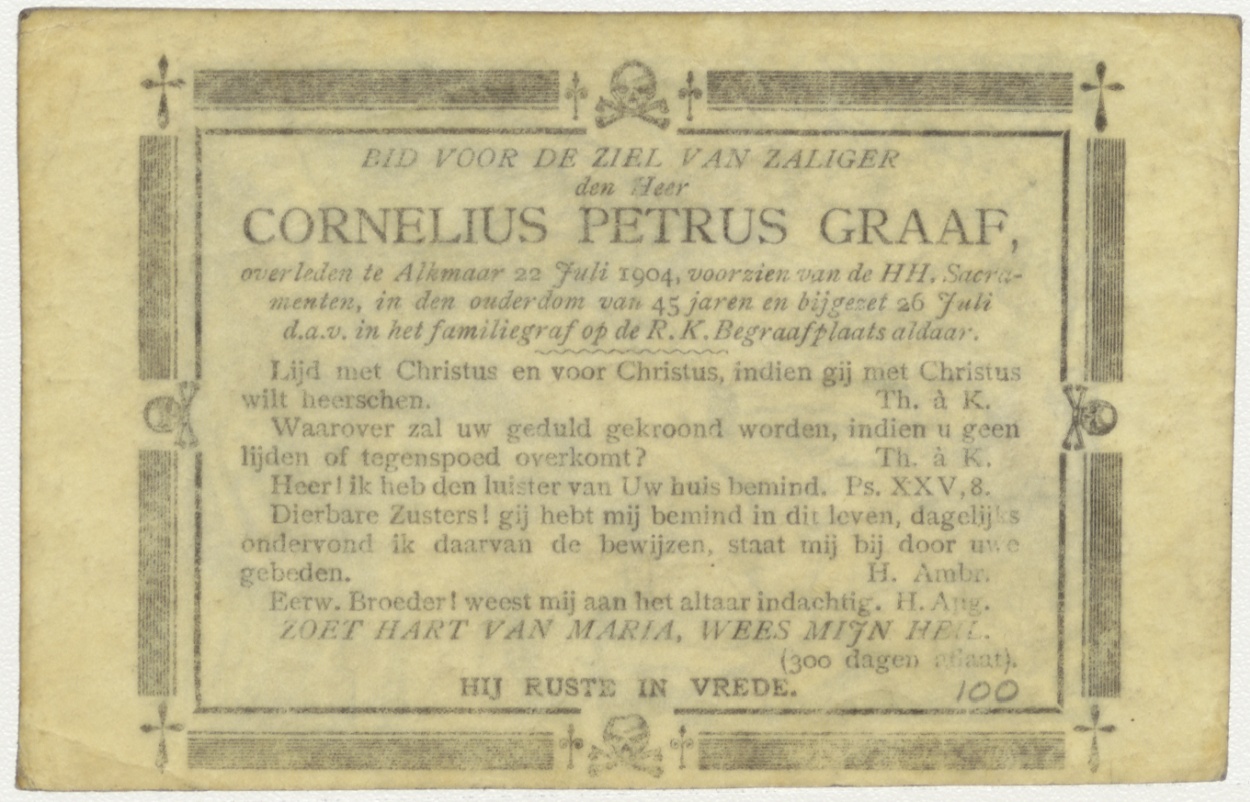 BID VOOR DE ZIEL VAN ZALIGER
den Heer
CORNELIUS PETRUS GRAAF,
overleden te Alkmaar 22 Juli 1904, voorzien van de HH. Sacra-
menten, in den ouderdom van 45 jaren en bijgezet 26 Juli
d.a.v. in het familiegraf op de R. K. Begraafplaats aldaar.
Lijd met Christus en voor Christus, indien gij met Christus
wilt heerschen. Th. à K.
Waarover zal uw geduld gekroond worden, indien u geen
lijden of tegenspoed overkomt? Th. à K.
Heer! ik heb den luister van Uw huis bemind. Ps. XXV, 8.
Dierbare Zusters! gij hebt mij bemind in dit leven, dagelijks
ondervond ik daarvan de bewijzen, staat mij bij door uwe
gebeden. H. Ambr.
Eerw. Broeder! weest mij aan het altaar indachtig. H. Aug.
ZOET HART VAN MARIA, WEES MIJN HEIL.
(300 dagen aflaat).
HIJ RUSTE IN VREDE. 100